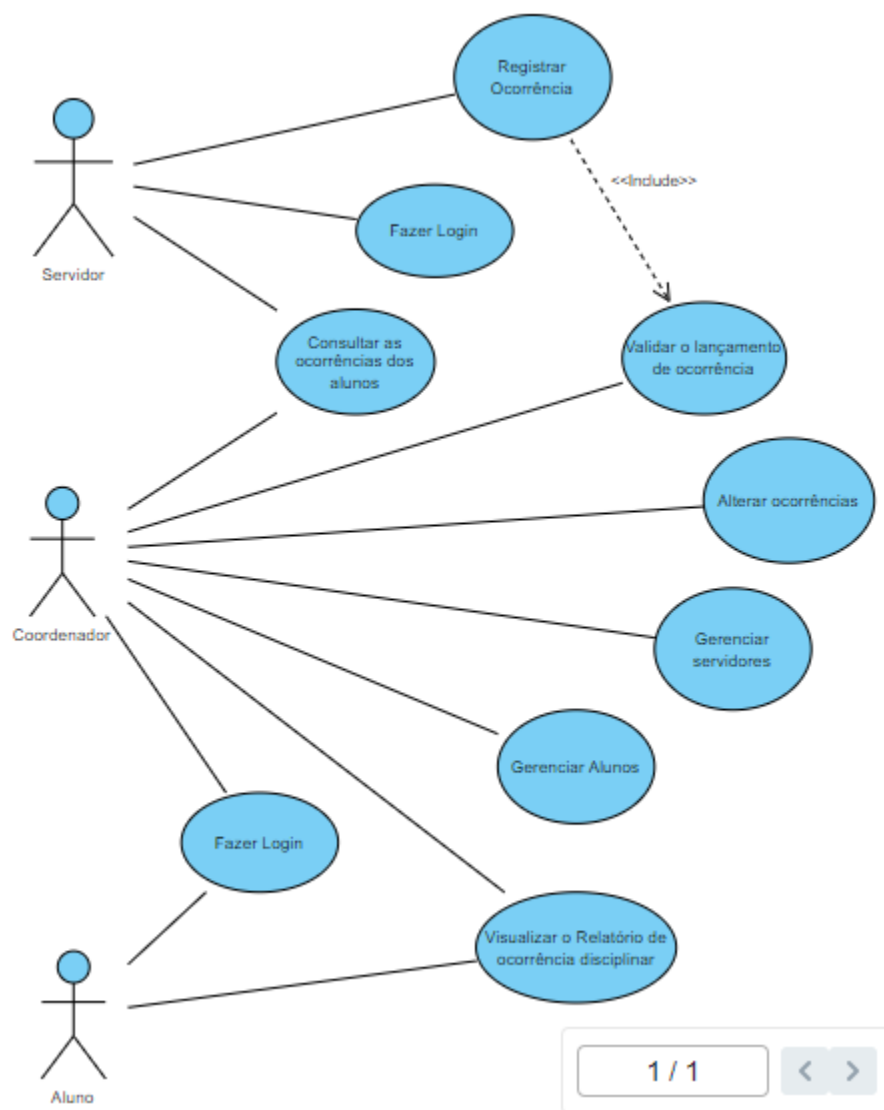 Registrar
Ocorrência
<<Include>>
Fazer Login
Servidor
Consultar as
ocorrências dos
alunos
Validar o lançamento
de ocorrência
Alterar ocorrências
Coordenador
Gerenciar
servidores
Gerenciar Alunos
Fazer Login
Visualizar o Relatório de
ocorrência disciplinar
Aluno
1 / 1